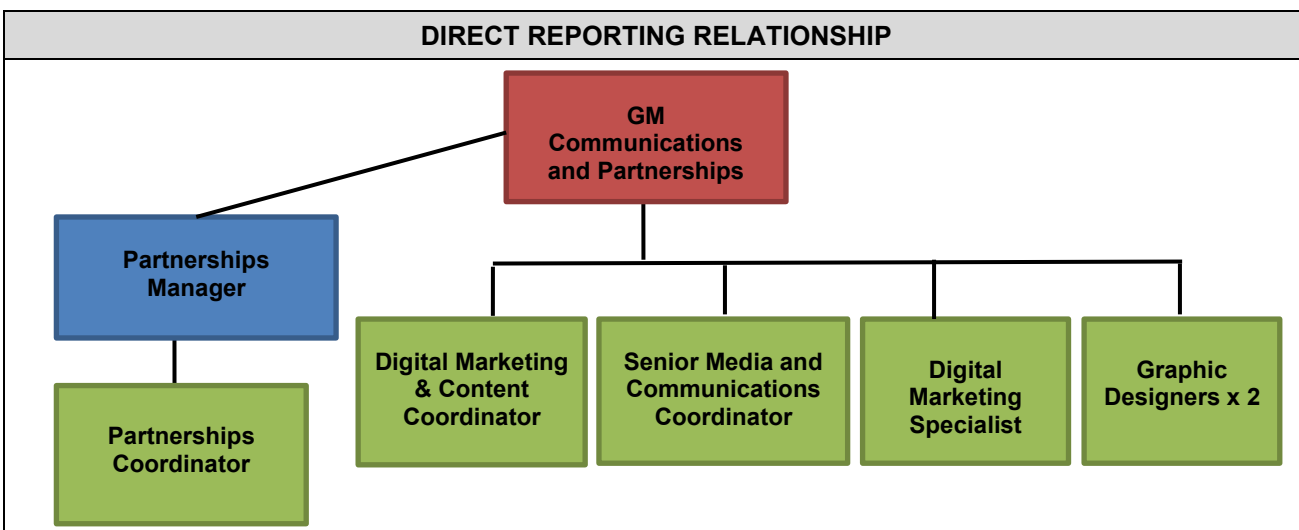 DIRECT REPORTING RELATIONSHIP
GM
Communications
and Partnerships
Partnerships
Manager
Partnerships
Coordinator
Digital Marketing
& Content
Coordinator
Senior Media and
Communications
Coordinator
Digital
Marketing
Specialist
Graphic
Designers x 2